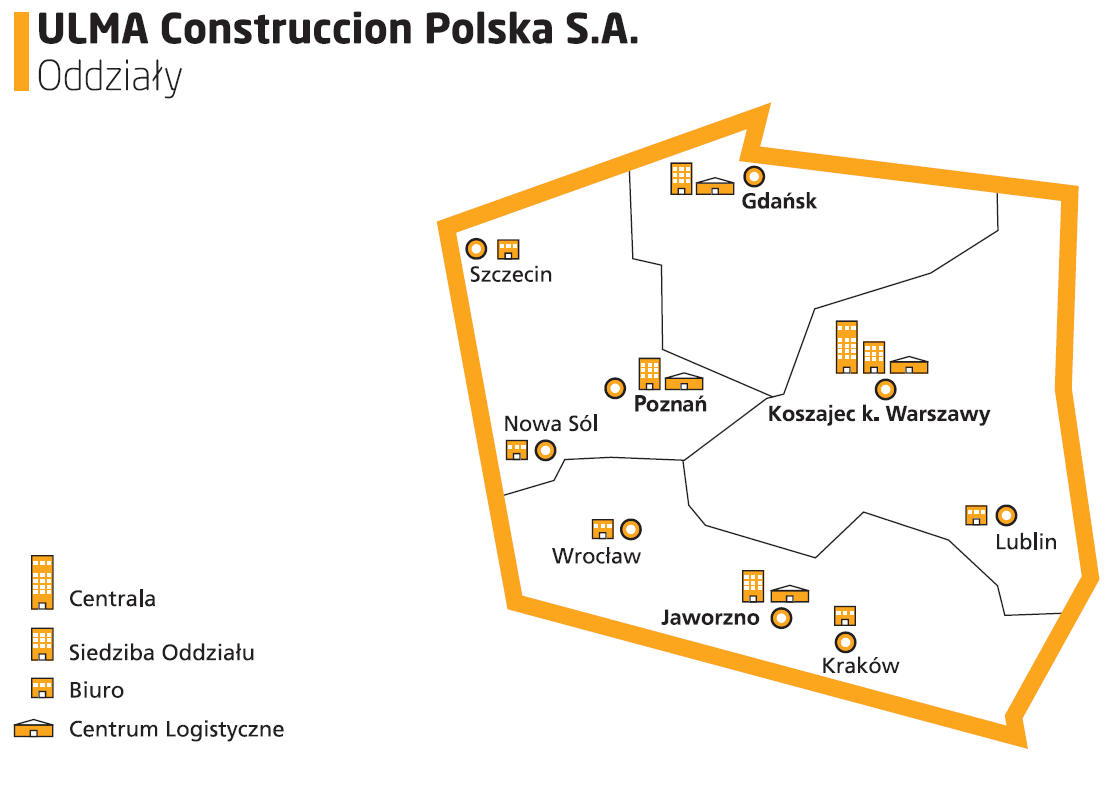 ULMA Construccion Polska S.A.
Oddziały
Gdańsk
Szczecin
Poznań
Koszajec k. Warszawy
Nowa Sól
Lublin
Wrocław
Jaworzno
Kraków
Centrala
Siedziba Oddziału
Biuro
Centrum Logistyczne